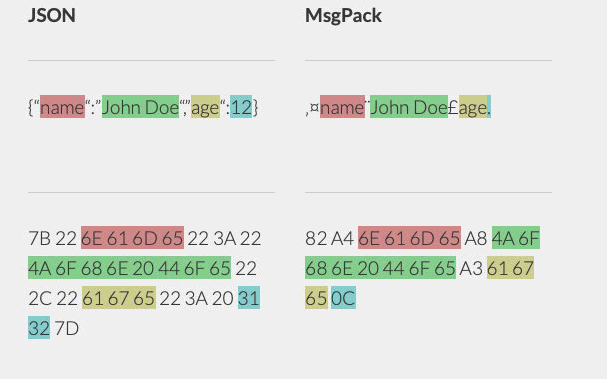 JSON
MsgPack
{“name“:”John Doe“”,”age“:12}
‚¤name¨John Doe£age.
7B 22 6E 61 6D 65 22 3A 22
4A 6F 68 6E 20 44 6F 65 22
2C 22 61 67 65 22 3A 20 31
32 7D
82 A4 6E 61 6D 65 A8 4A 6F
68 6E 20 44 6F 65 A3 61 67
65 0C